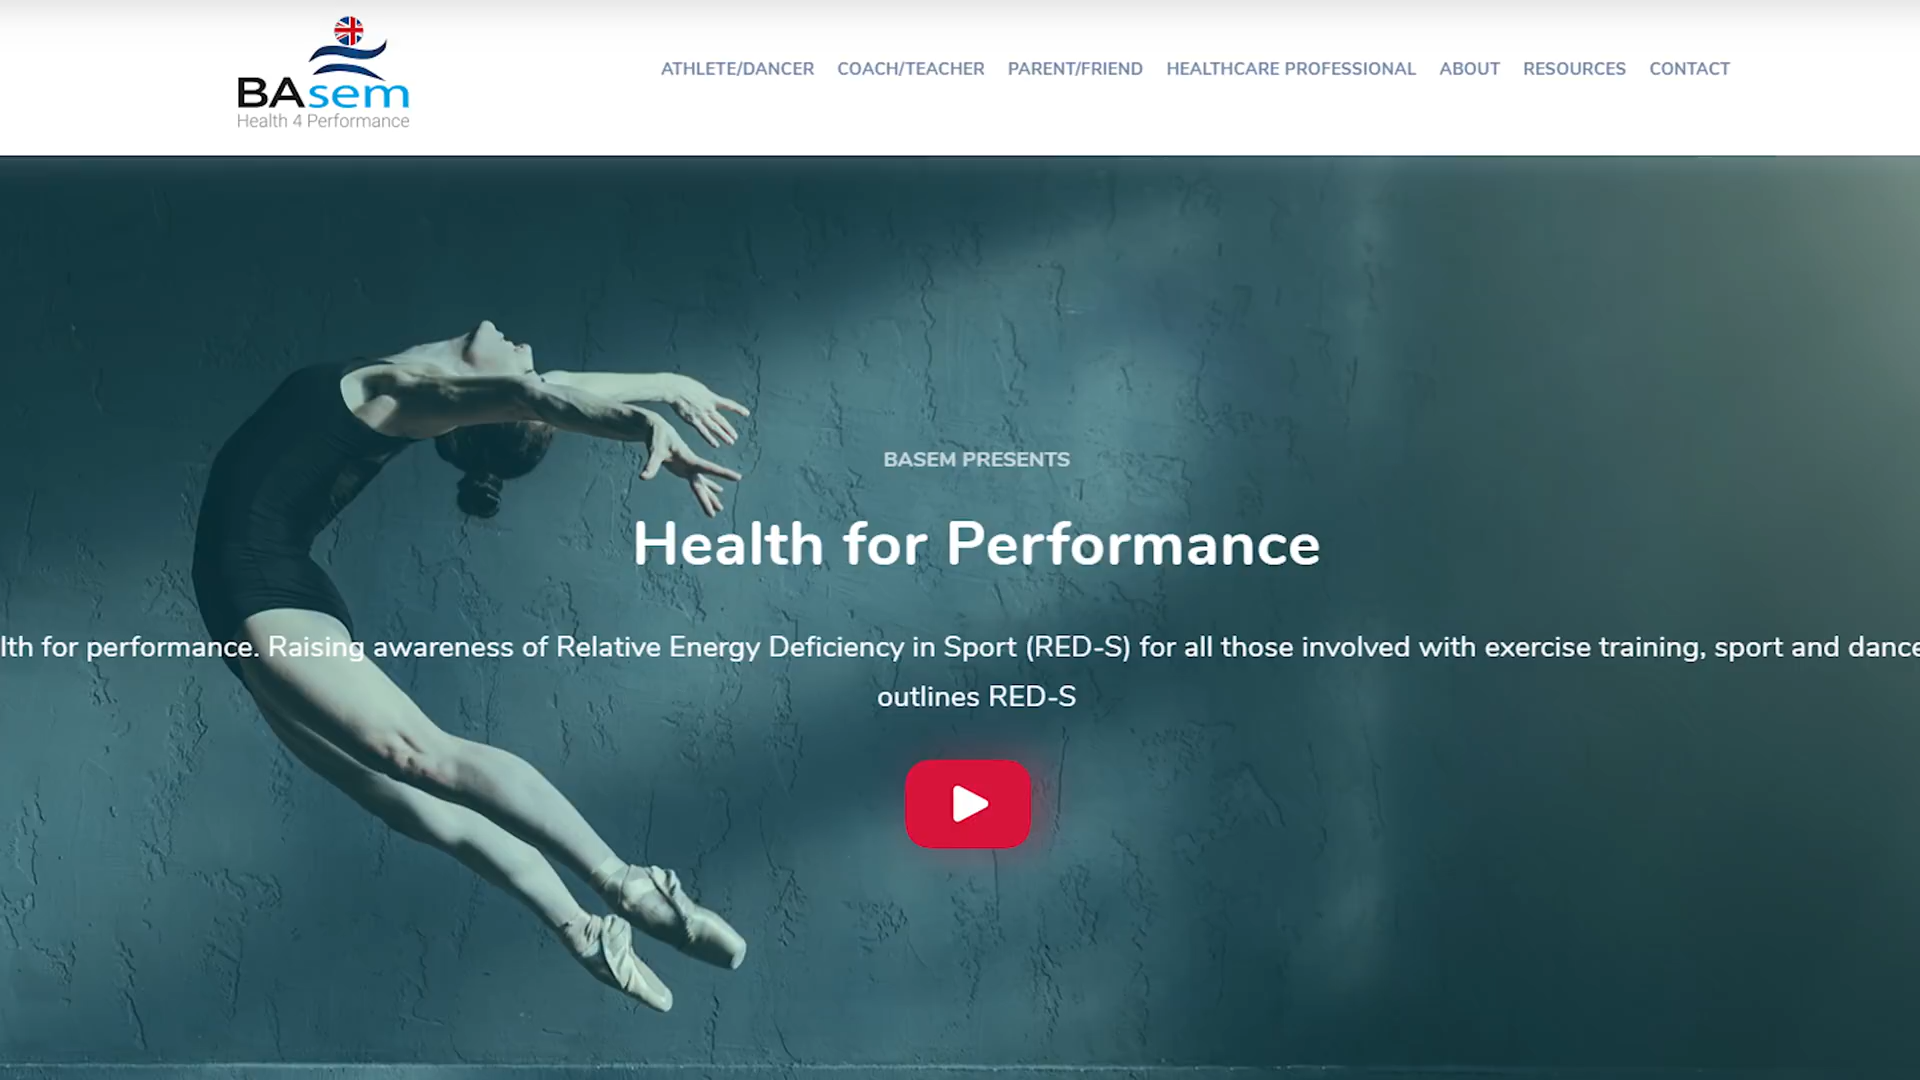 BAsem
Health 4 Performance
ATHLETE/DANCER COACH/TEACHER PARENT/FRIEND HEALTHCARE PROFESSIONAL ABOUT RESOURCES CONTACT
BASEM PRESENTS
Health for Performance
lth for performance. Raising awareness of Relative Energy Deficiency in Sport (RED-S) for all those involved with exercise training, sport and dance
outlines RED-S